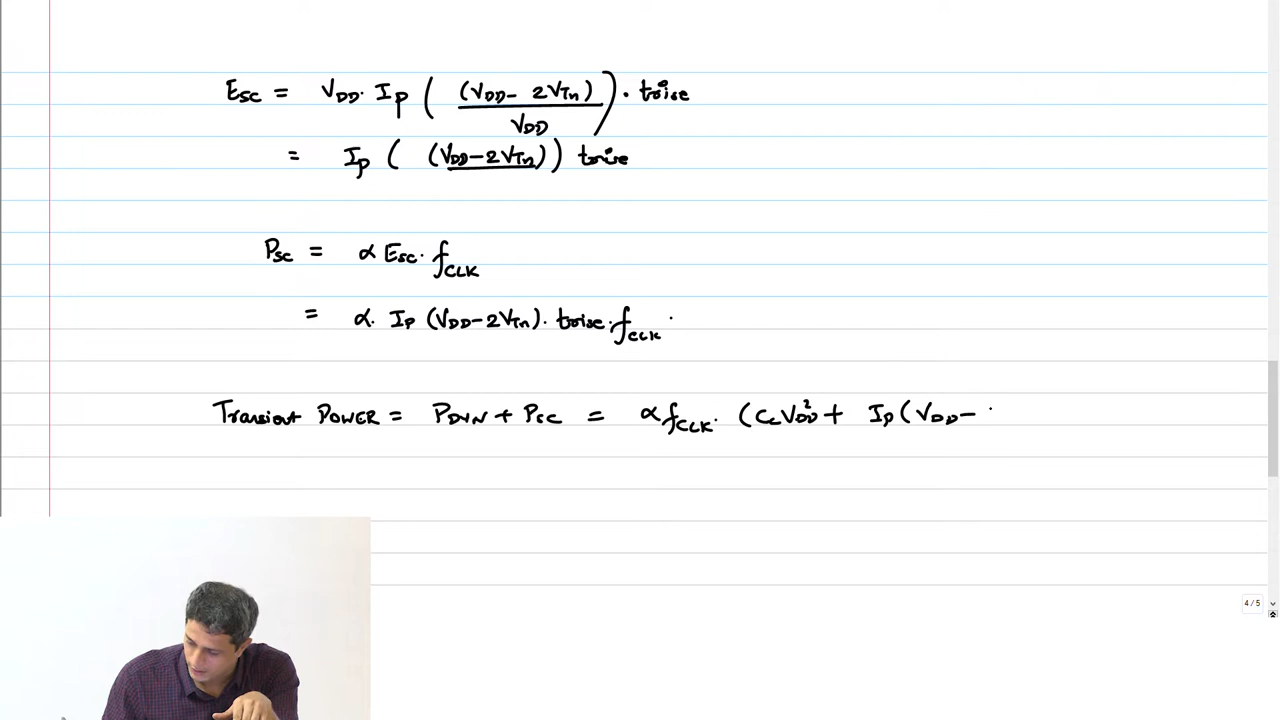 Esc = VDD. Ip ( (VDD - 2VTn) / VDD ) . trise
= Ip ( (VDD - 2VTn) ) trise
Psc = α Esc. fCLK
= α. Ip (VDD - 2VTn). trise. fCLK .
Transient POWER = PDYN + Psc = α fCLK. (CL VDD² + Ip (VDD -
4 / 5